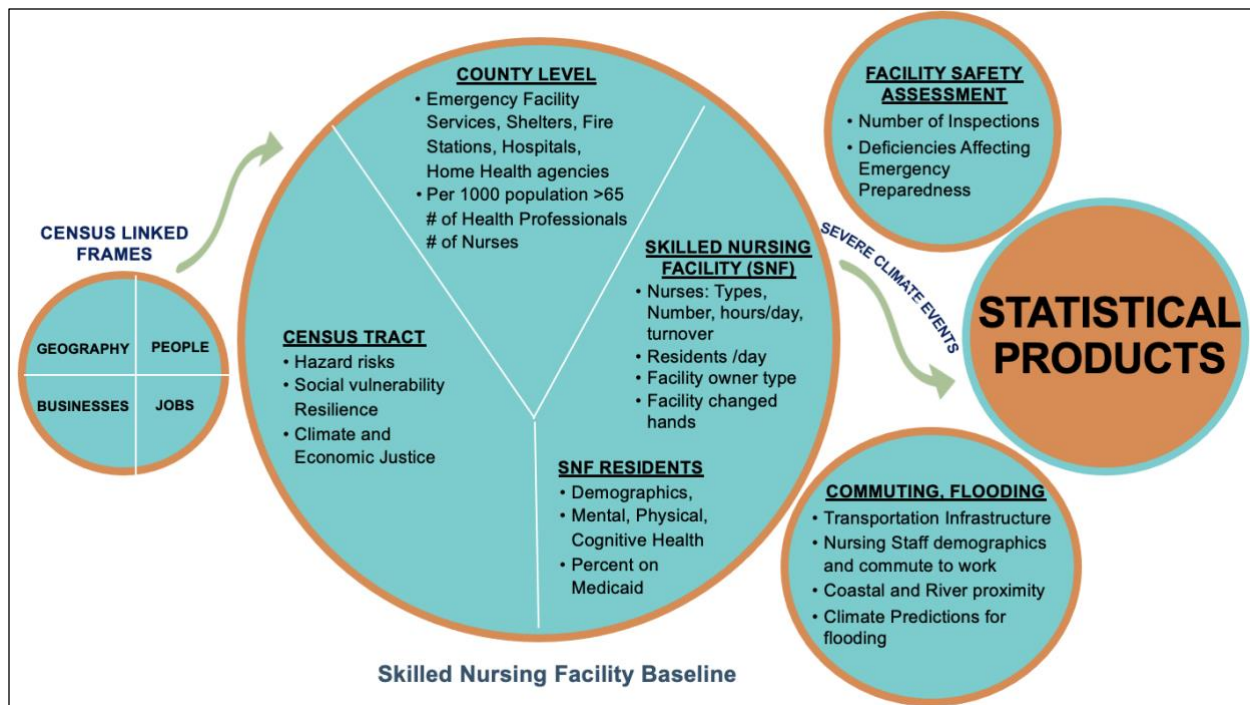 CENSUS LINKED
FRAMES
GEOGRAPHY
PEOPLE
BUSINESSES
JOBS
COUNTY LEVEL
• Emergency Facility
Services, Shelters, Fire
Stations, Hospitals,
Home Health agencies
• Per 1000 population >65
# of Health Professionals
# of Nurses
CENSUS TRACT
• Hazard risks
• Social vulnerability
Resilience
• Climate and
Economic Justice
SKILLED NURSING
FACILITY (SNF)
• Nurses: Types,
Number, hours/day,
turnover
• Residents /day
• Facility owner type
• Facility changed
hands
SNF RESIDENTS
• Demographics,
• Mental, Physical,
Cognitive Health
• Percent on
Medicaid
Skilled Nursing Facility Baseline
FACILITY SAFETY
ASSESSMENT
• Number of Inspections
• Deficiencies Affecting
Emergency
Preparedness
SEVERE CLIMATE EVENTS
STATISTICAL
PRODUCTS
COMMUTING, FLOODING
• Transportation Infrastructure
• Nursing Staff demographics
and commute to work
• Coastal and River proximity
• Climate Predictions for
flooding